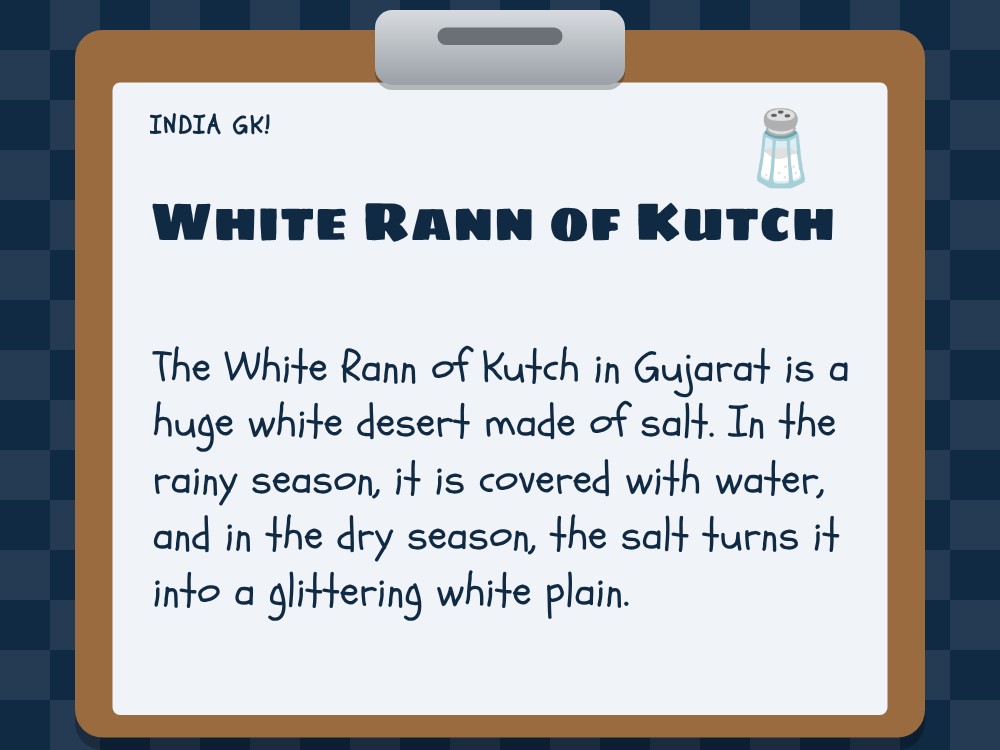 INDIA GK!
White Rann of Kutch
The White Rann of Kutch in Gujarat is a
huge white desert made of salt. In the
rainy season, it is covered with water,
and in the dry season, the salt turns it
into a glittering white plain.